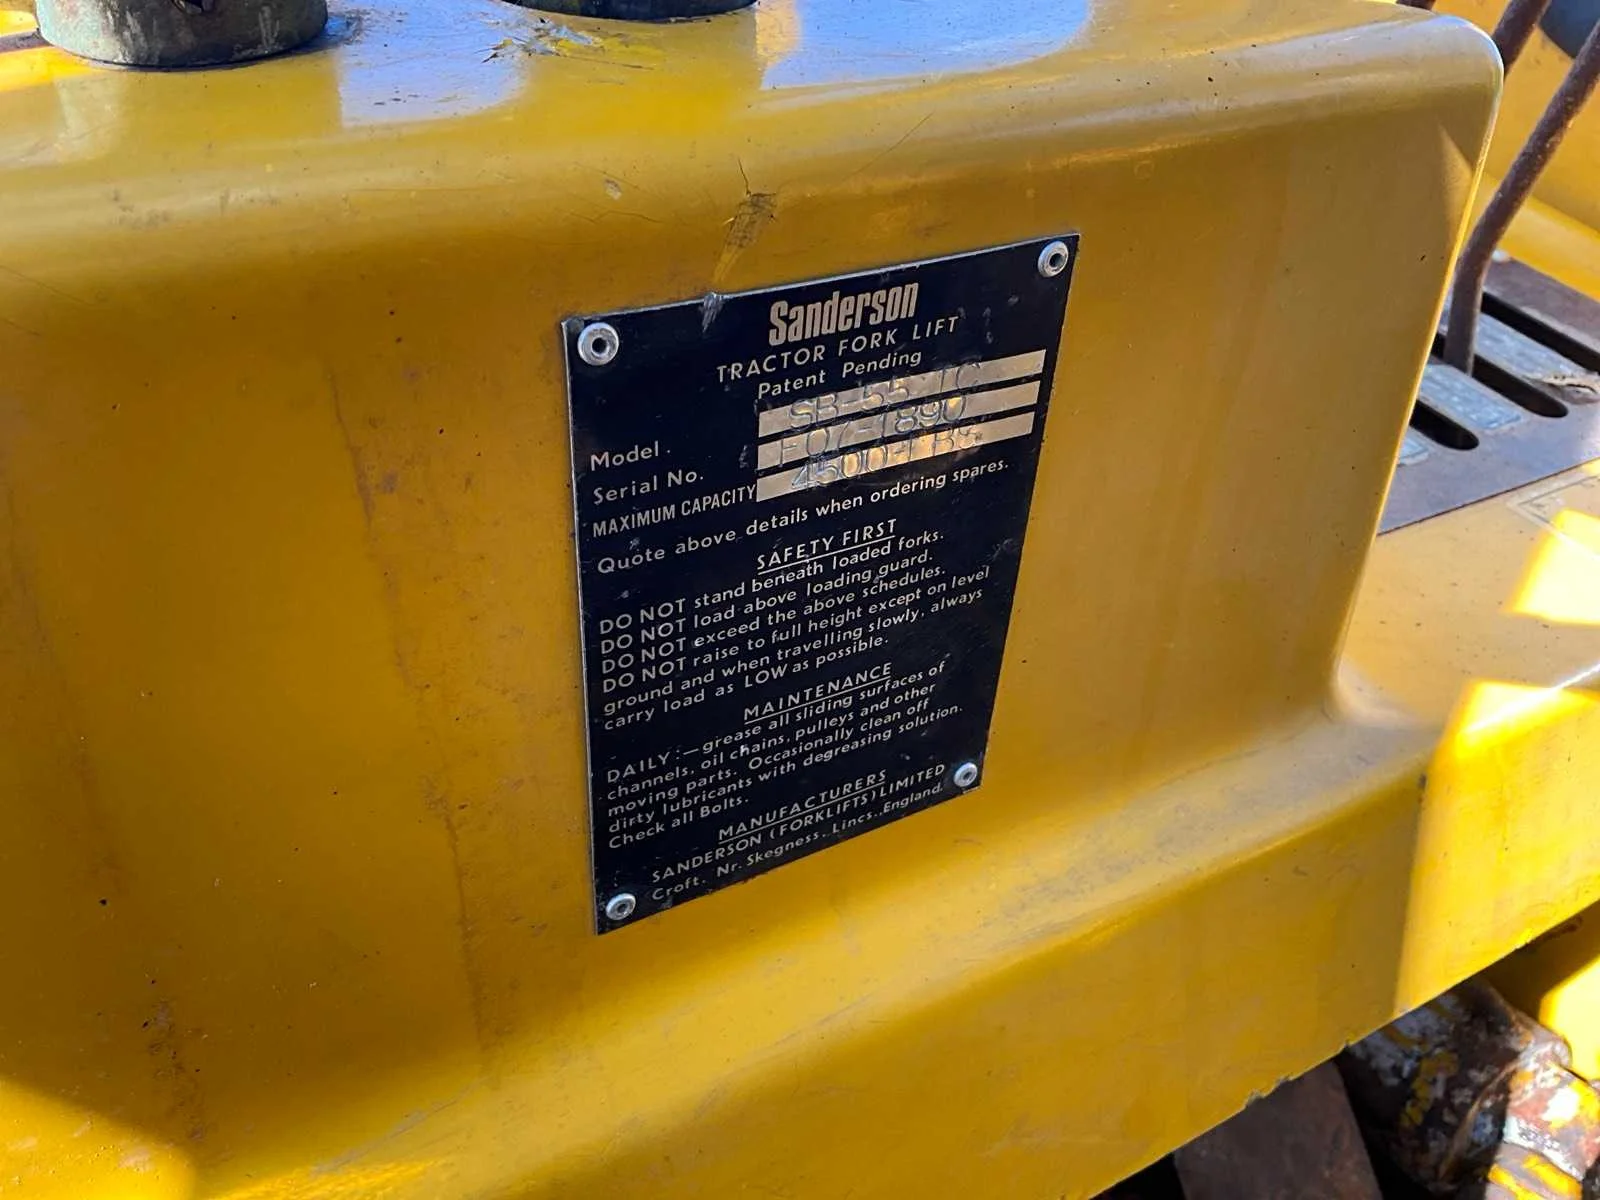 Sanderson
TRACTOR FORK LIFT
Patent Pending
Model. SB-55
Serial No. F07-1890
MAXIMUM CAPACITY 4500-LBS
Quote above details when ordering spares.
SAFETY FIRST
DO NOT stand beneath loaded forks.
DO NOT load above loading guard.
DO NOT exceed the above schedules.
DO NOT raise to full height except on level
ground and when travelling slowly, always
carry load as LOW as possible.
MAINTENANCE
DAILY:—grease all sliding surfaces of
channels, oil chains, pulleys and other
moving parts. Occasionally clean off
dirty lubricants with degreasing solution.
Check all Bolts.
MANUFACTURERS
SANDERSON (FORKLIFTS) LIMITED
Croft. Nr. Skegness. Lincs., England.